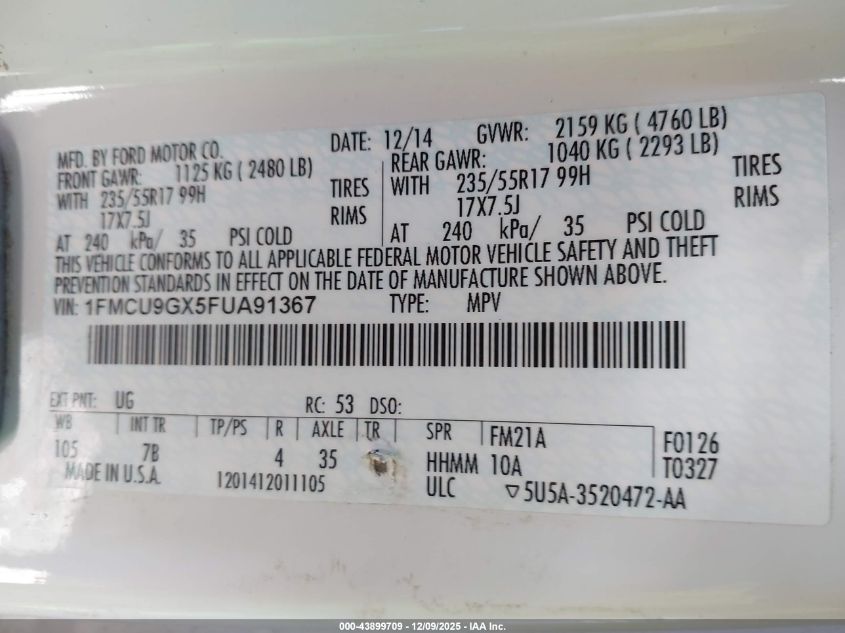 MFD. BY FORD MOTOR CO.
DATE: 12/14 GVWR: 2159 KG ( 4760 LB)
FRONT GAWR: 1125 KG ( 2480 LB) REAR GAWR: 1040 KG ( 2293 LB)
WITH 235/55R17 99H TIRES WITH 235/55R17 99H TIRES
17X7.5J RIMS 17X7.5J RIMS
AT 240 kPa/ 35 PSI COLD AT 240 kPa/ 35 PSI COLD
THIS VEHICLE CONFORMS TO ALL APPLICABLE FEDERAL MOTOR VEHICLE SAFETY AND THEFT
PREVENTION STANDARDS IN EFFECT ON THE DATE OF MANUFACTURE SHOWN ABOVE.
VIN: 1FMCU9GX5FUA91367 TYPE: MPV
EXT PNT: UG RC: 53 DSO:
WB INT TR TP/PS R AXLE TR SPR FM21A F0126
105 7B 4 35 HHMM 10A T0327
MADE IN U.S.A. 1201412011105 ULC ▽5U5A-3520472-AA
000-43899709 - 12/09/2025 - IAA Inc.